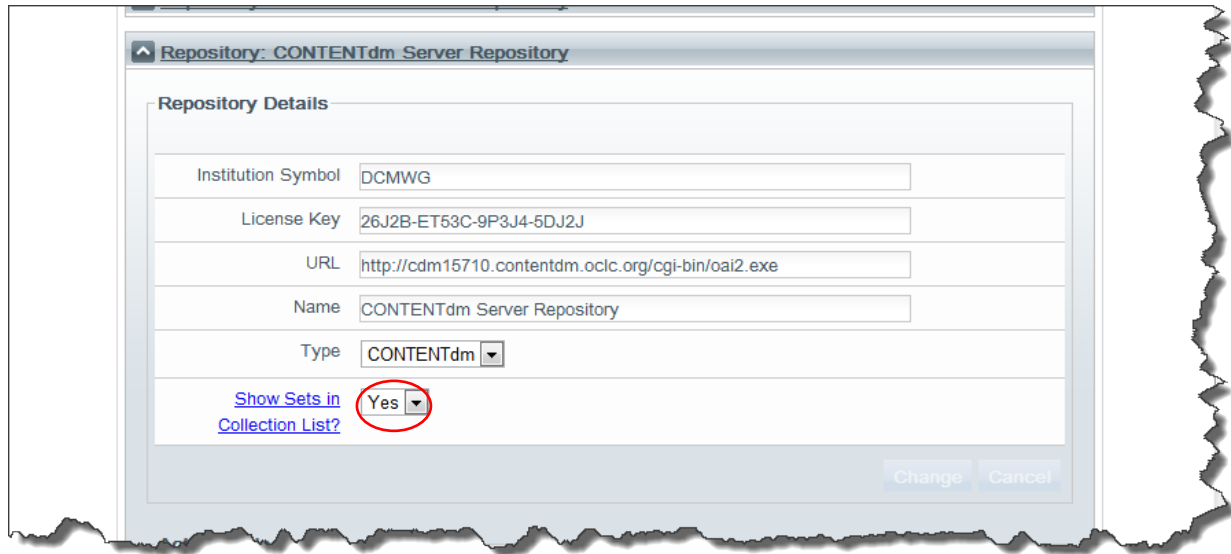 Repository: CONTENTdm Server Repository
Repository Details
Institution Symbol DCMWG
License Key 26J2B-ET53C-9P3J4-5DJ2J
URL http://cdm15710.contentdm.oclc.org/cgi-bin/oai2.exe
Name CONTENTdm Server Repository
Type CONTENTdm
Show Sets in Yes
Collection List?
Change Cancel